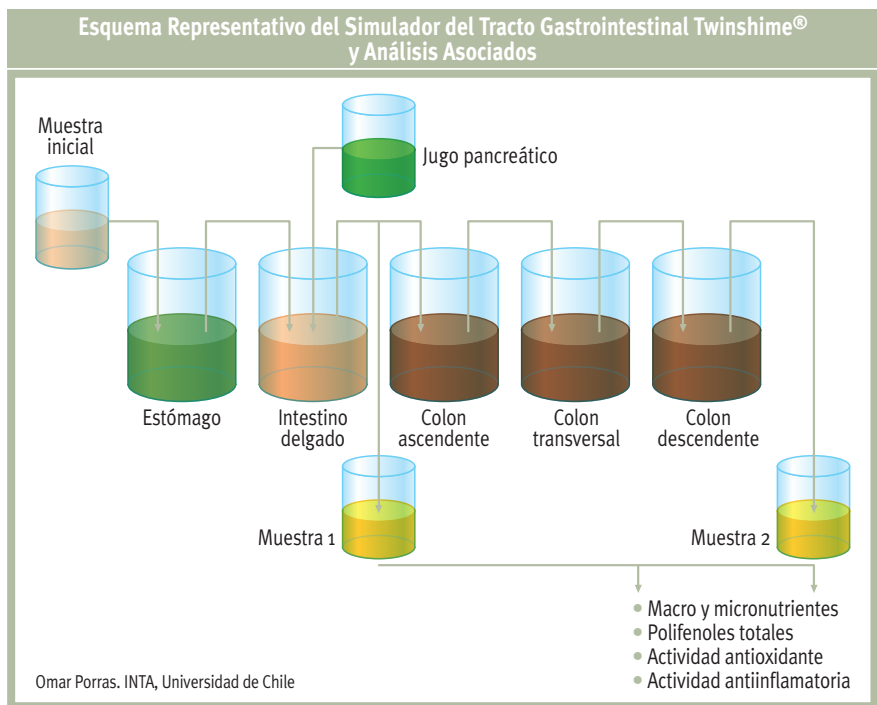 Esquema Representativo del Simulador del Tracto Gastrointestinal Twinshime®
y Análisis Asociados
Muestra
inicial
Jugo pancreático
Estómago
Intestino
delgado
Colon
ascendente
Colon
transversal
Colon
descendente
Muestra 1
Muestra 2
• Macro y micronutrientes
• Polifenoles totales
• Actividad antioxidante
• Actividad antiinflamatoria
Omar Porras. INTA, Universidad de Chile